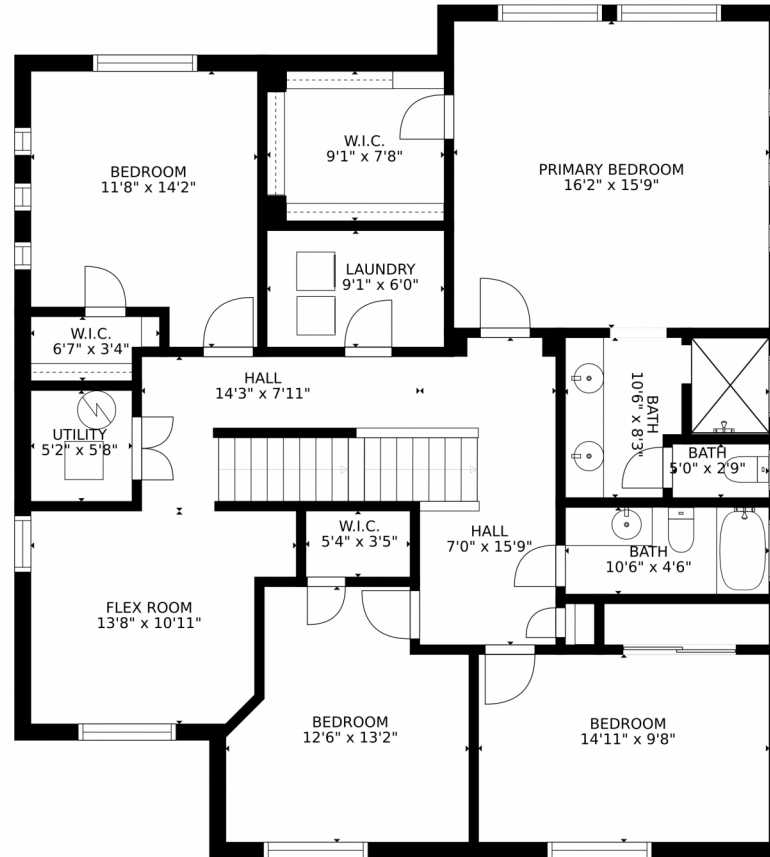 W.I.C.
9'1" x 7'8"
BEDROOM
11'8" x 14'2"
PRIMARY BEDROOM
16'2" x 15'9"
LAUNDRY
9'1" x 6'0"
W.I.C.
6'7" x 3'4"
HALL
14'3" x 7'11"
BATH
10'6" x 8'3"
UTILITY
5'2" x 5'8"
BATH
5'0" x 2'9"
W.I.C.
5'4" x 3'5"
HALL
7'0" x 15'9"
BATH
10'6" x 4'6"
FLEX ROOM
13'8" x 10'11"
BEDROOM
12'6" x 13'2"
BEDROOM
14'11" x 9'8"